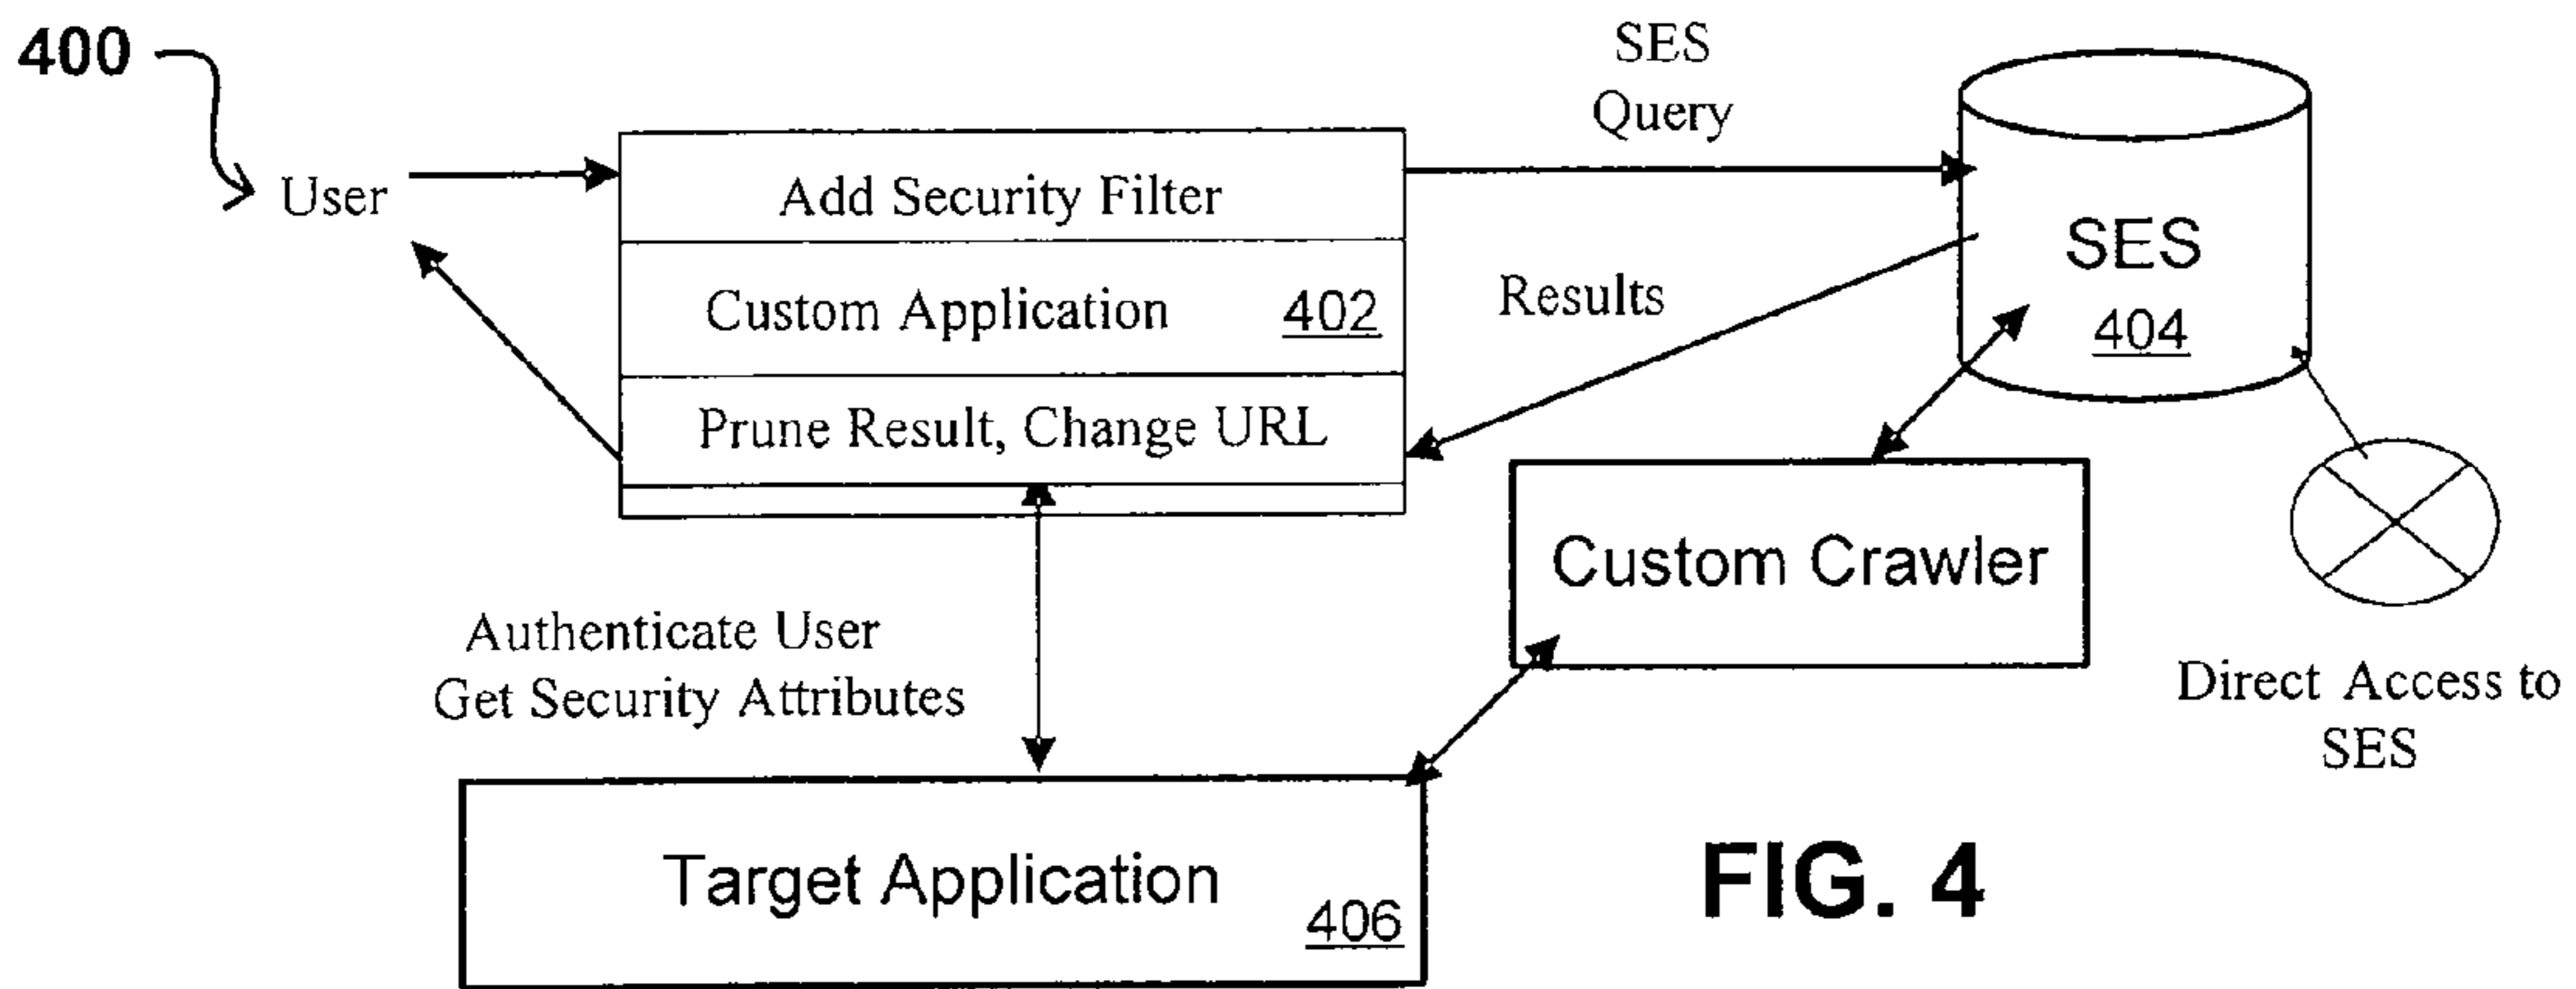 400
User
Add Security Filter
Custom Application 402
Prune Result, Change URL
SES
Query
Results
SES
404
Custom Crawler
Direct Access to
SES
Authenticate User
Get Security Attributes
Target Application
406
FIG. 4